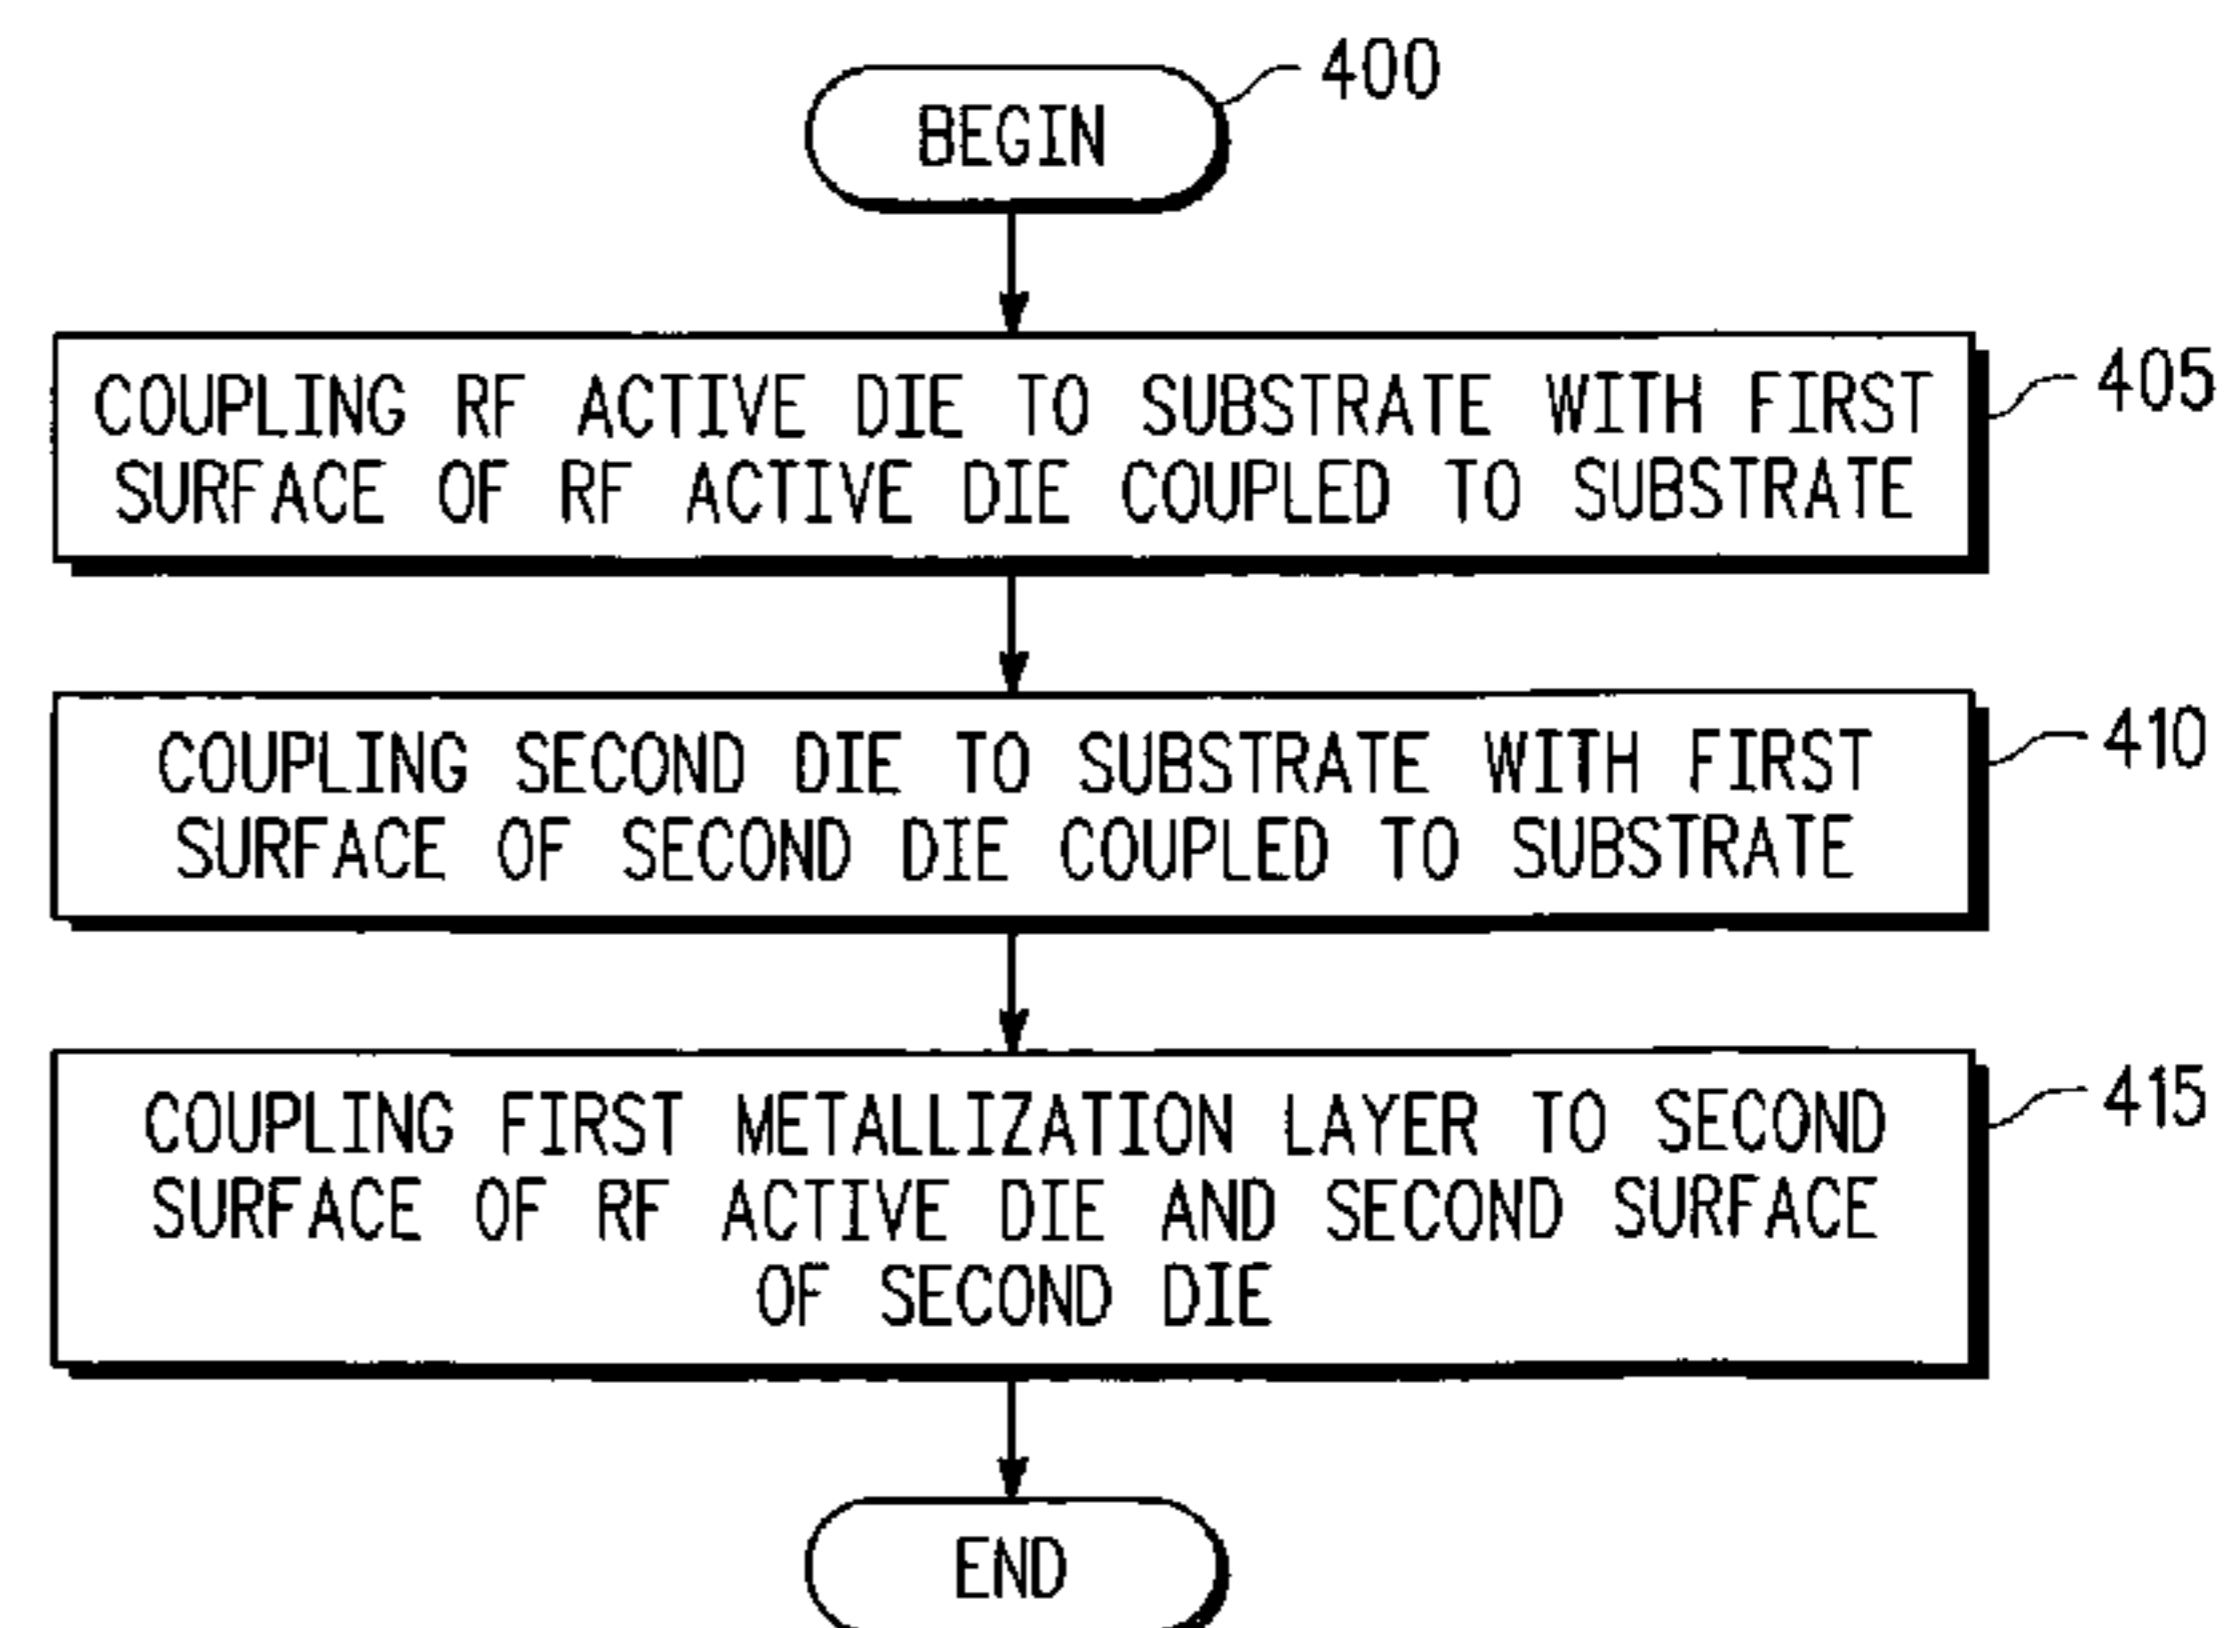 BEGIN
400
COUPLING RF ACTIVE DIE TO SUBSTRATE WITH FIRST
SURFACE OF RF ACTIVE DIE COUPLED TO SUBSTRATE
405
COUPLING SECOND DIE TO SUBSTRATE WITH FIRST
SURFACE OF SECOND DIE COUPLED TO SUBSTRATE
410
COUPLING FIRST METALLIZATION LAYER TO SECOND
SURFACE OF RF ACTIVE DIE AND SECOND SURFACE
OF SECOND DIE
415
END